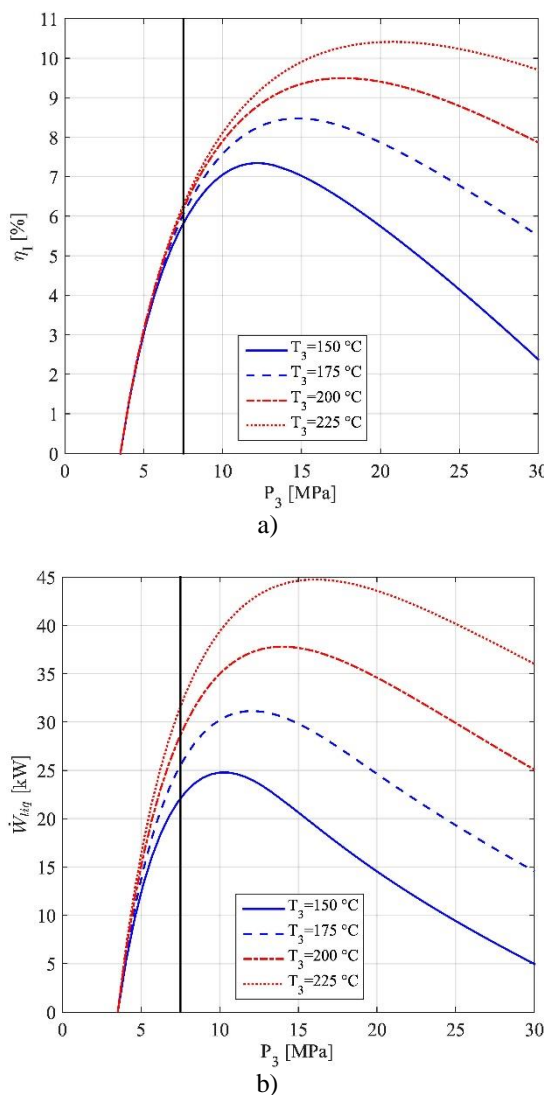 11
10
9
8
7
6
5
4
3
2
1
0
η_I [%]
T_3=150 °C
T_3=175 °C
T_3=200 °C
T_3=225 °C
0 5 10 15 20 25 30
P_3 [MPa]
a)
45
40
35
30
25
20
15
10
5
0
Ẇ_liq [kW]
T_3=150 °C
T_3=175 °C
T_3=200 °C
T_3=225 °C
0 5 10 15 20 25 30
P_3 [MPa]
b)